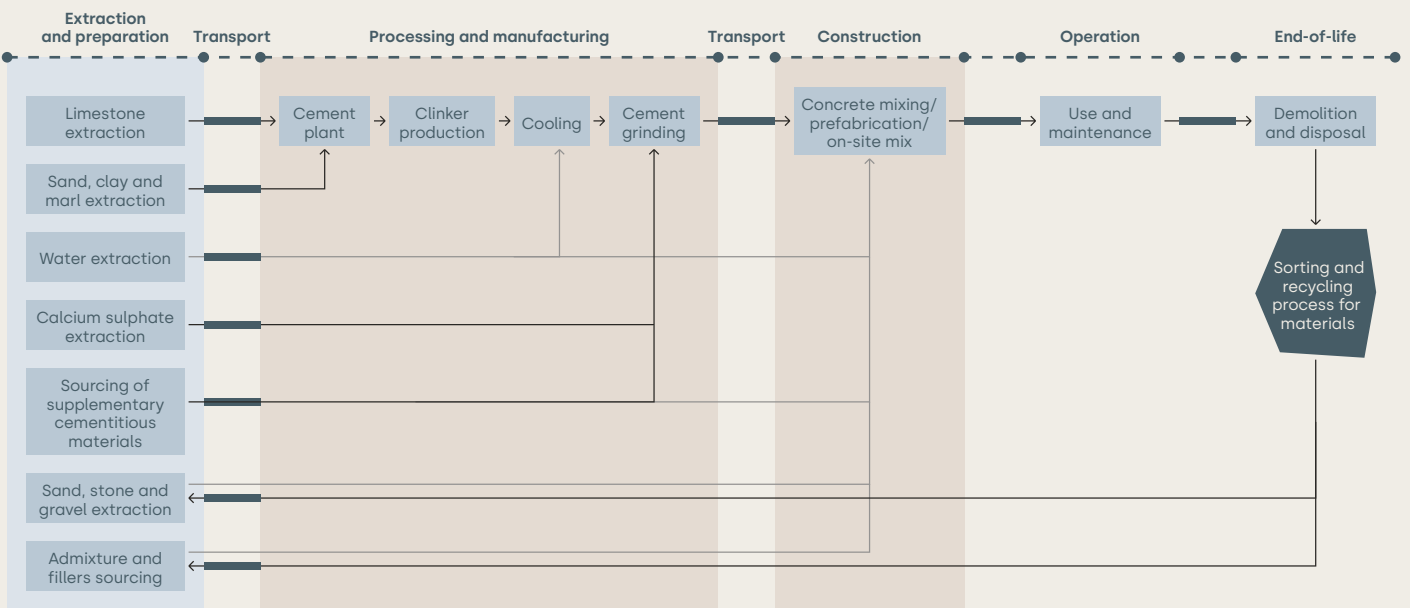 Extraction
and preparation
Transport
Processing and manufacturing
Transport
Construction
Operation
End-of-life
Limestone
extraction
Cement
plant
Clinker
production
Cooling
Cement
grinding
Concrete mixing/
prefabrication/
on-site mix
Use and
maintenance
Demolition
and disposal
Sand, clay and
marl extraction
Water extraction
Sorting and
recycling
process for
materials
Calcium sulphate
extraction
Sourcing of
supplementary
cementitious
materials
Sand, stone and
gravel extraction
Admixture and
fillers sourcing